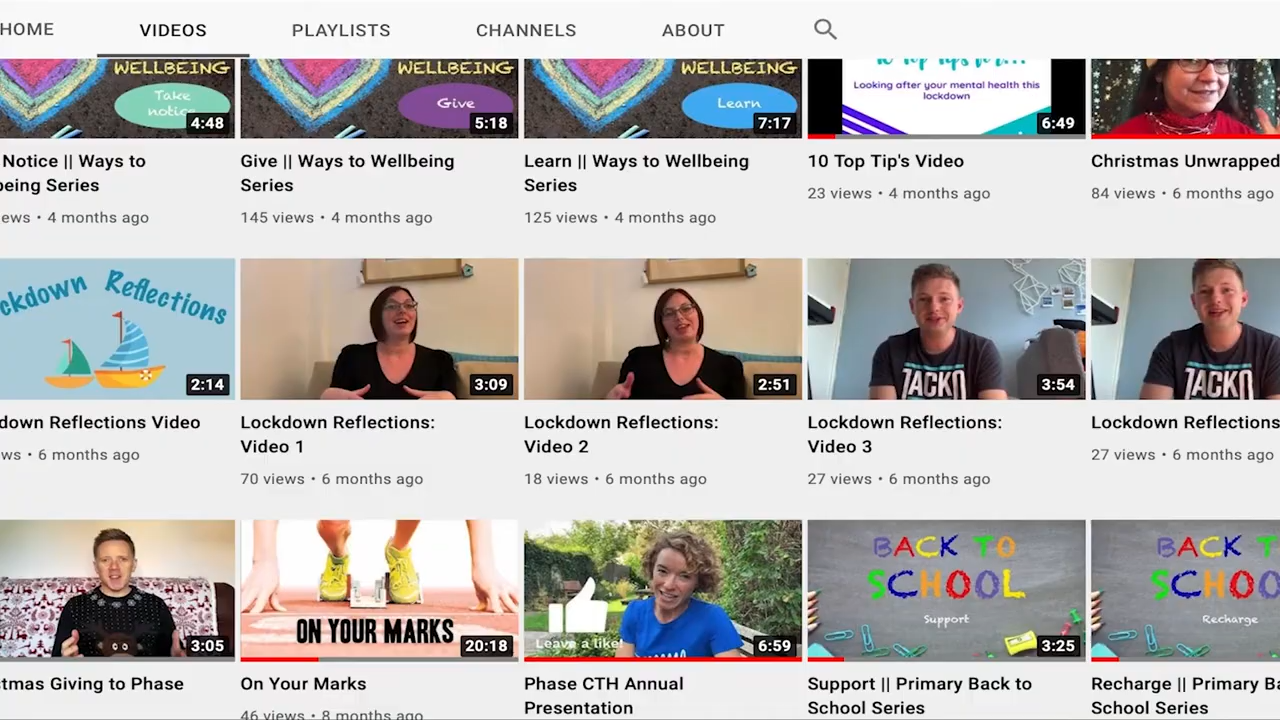 HOME
VIDEOS
PLAYLISTS
CHANNELS
ABOUT
WELLBEING
Take
notice
4:48
WELLBEING
Give
5:18
WELLBEING
Learn
7:17
10 Top Tips for...
Looking after your mental health this
lockdown
6:49
Notice || Ways to
being Series
ews • 4 months ago
Give || Ways to Wellbeing
Series
145 views • 4 months ago
Learn || Ways to Wellbeing
Series
125 views • 4 months ago
10 Top Tip's Video
23 views • 4 months ago
Christmas Unwrapped
84 views • 6 months ago
ckdown Reflections
2:14
3:09
2:51
JACKO
3:54
JACKO
down Reflections Video
ws • 6 months ago
Lockdown Reflections:
Video 1
70 views • 6 months ago
Lockdown Reflections:
Video 2
18 views • 6 months ago
Lockdown Reflections:
Video 3
27 views • 6 months ago
Lockdown Reflections
27 views • 6 months ago
3:05
ON YOUR MARKS
20:18
Leave a like!
6:59
BACK TO
SCHOOL
Support
3:25
BACK T
SCHOO
Recharge
stmas Giving to Phase
On Your Marks
46 views • 8 months ago
Phase CTH Annual
Presentation
Support || Primary Back to
School Series
Recharge || Primary Ba
School Series